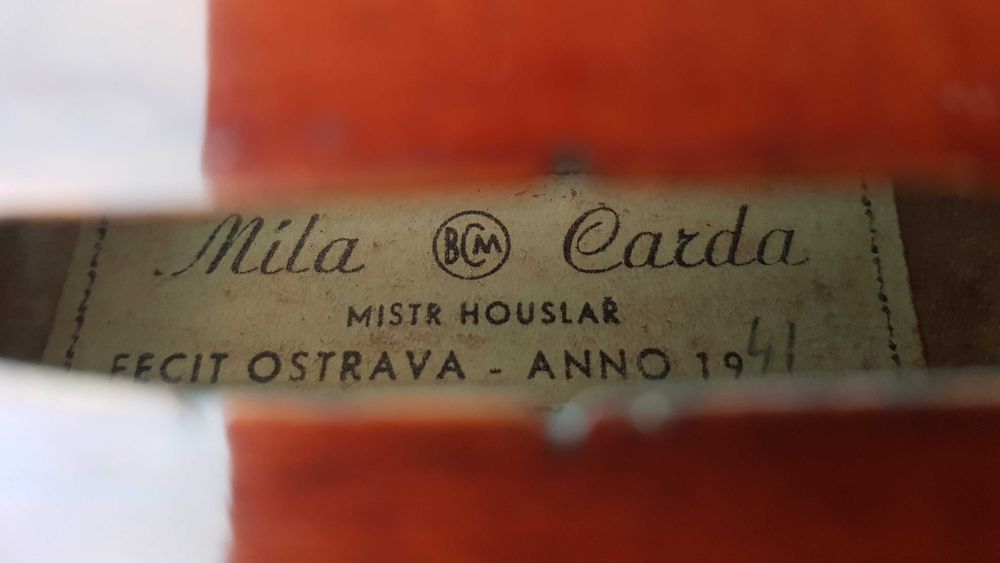 Mila BCM Carda
MISTR HOUSLAŘ
FECIT OSTRAVA - ANNO 1941